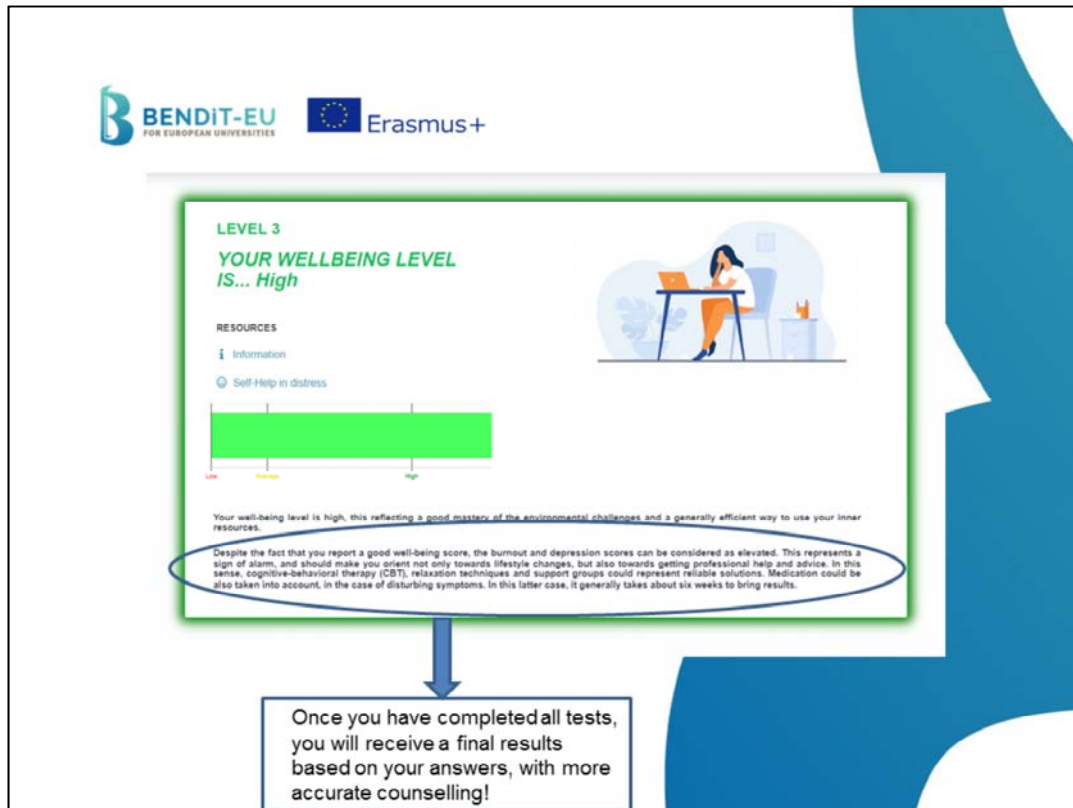 BENDiT-EU
FOR EUROPEAN UNIVERSITIES
Erasmus+
LEVEL 3
YOUR WELLBEING LEVEL
IS... High
RESOURCES
i Information
Self-Help in distress
Low Average High
Your well-being level is high, this reflecting a good mastery of the environmental challenges and a generally efficient way to use your inner
resources.
Despite the fact that you report a good well-being score, the burnout and depression scores can be considered as elevated. This represents a
sign of alarm, and should make you orient not only towards lifestyle changes, but also towards getting professional help and advice. In this
sense, cognitive-behavioral therapy (CBT), relaxation techniques and support groups could represent reliable solutions. Medication could be
also taken into account, in the case of disturbing symptoms. In this latter case, it generally takes about six weeks to bring results.
Once you have completed all tests,
you will receive a final results
based on your answers, with more
accurate counselling!